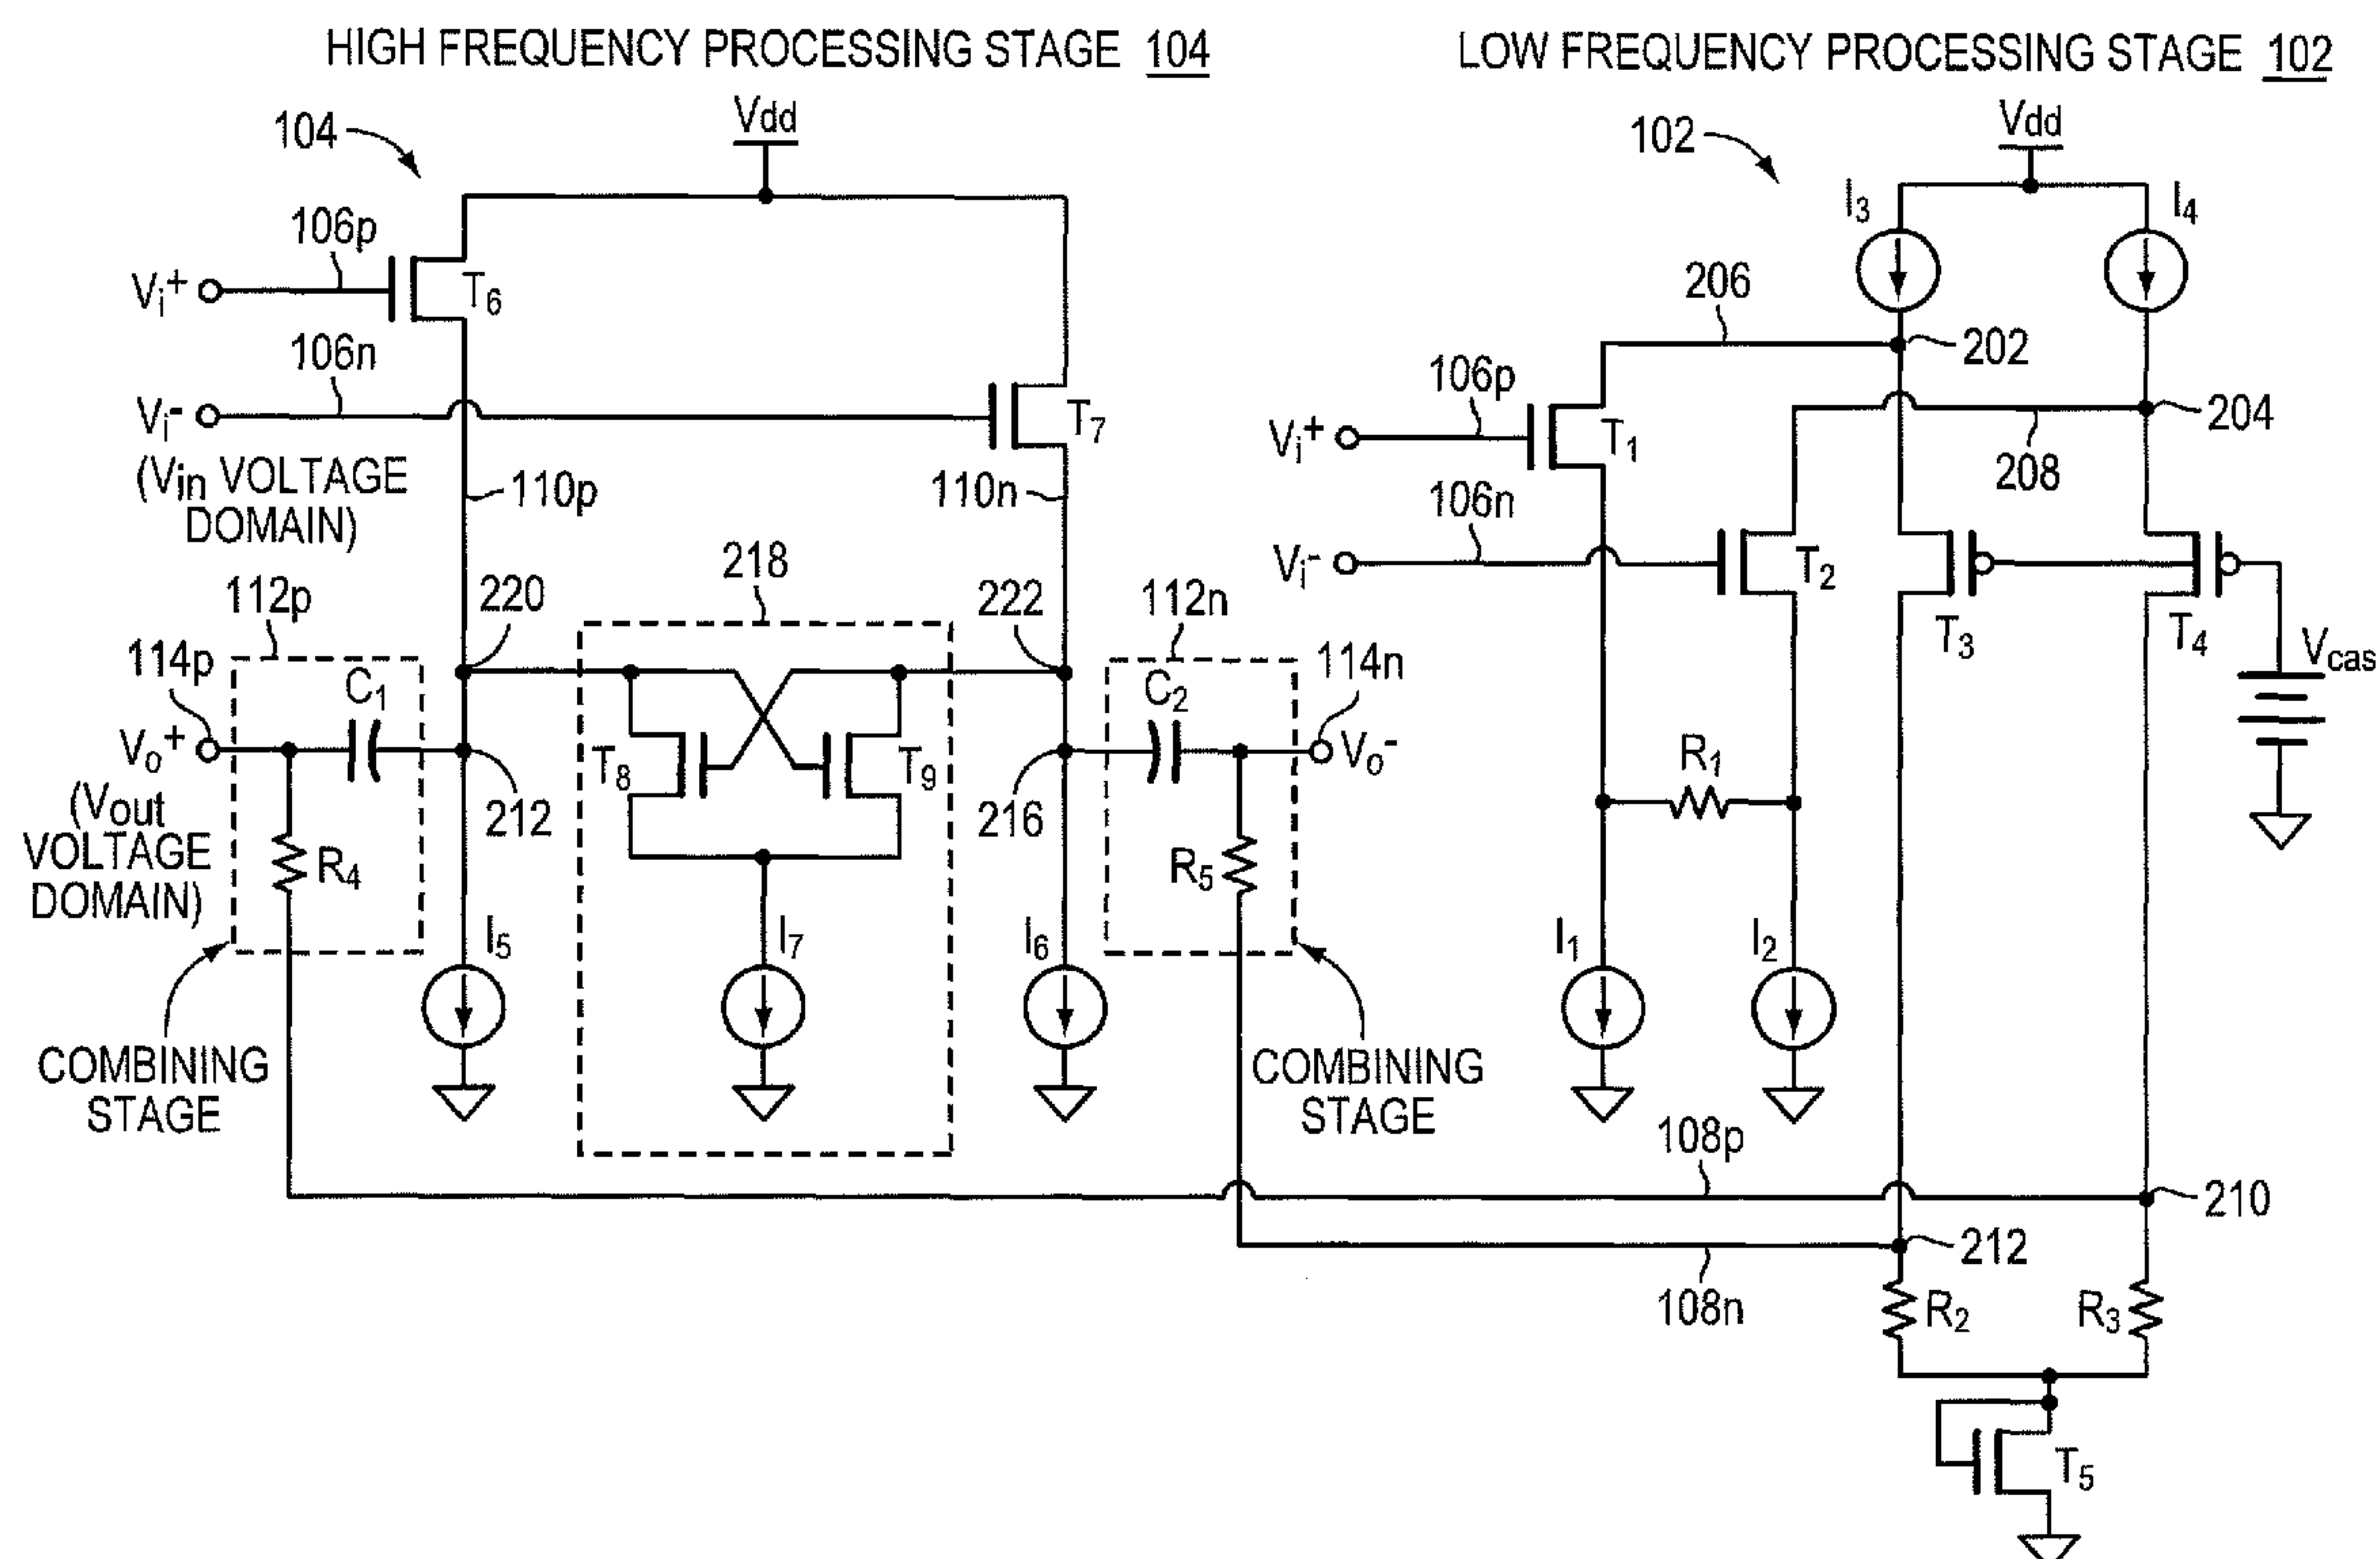 HIGH FREQUENCY PROCESSING STAGE 104
LOW FREQUENCY PROCESSING STAGE 102
104
Vdd
106p
Vi+
T6
106n
Vi-
T7
(Vin VOLTAGE
DOMAIN)
110p
110n
218
220
222
112p
112n
114p
114n
C1
C2
Vo+
Vo-
T8
T9
212
216
(Vout
VOLTAGE
DOMAIN)
R4
R5
I5
I7
I6
COMBINING
STAGE
COMBINING
STAGE
102
Vdd
I3
I4
206
202
106p
Vi+
T1
204
208
106n
Vi-
T2
T3
T4
Vcas
R1
I1
I2
108p
210
212
108n
R2
R3
T5